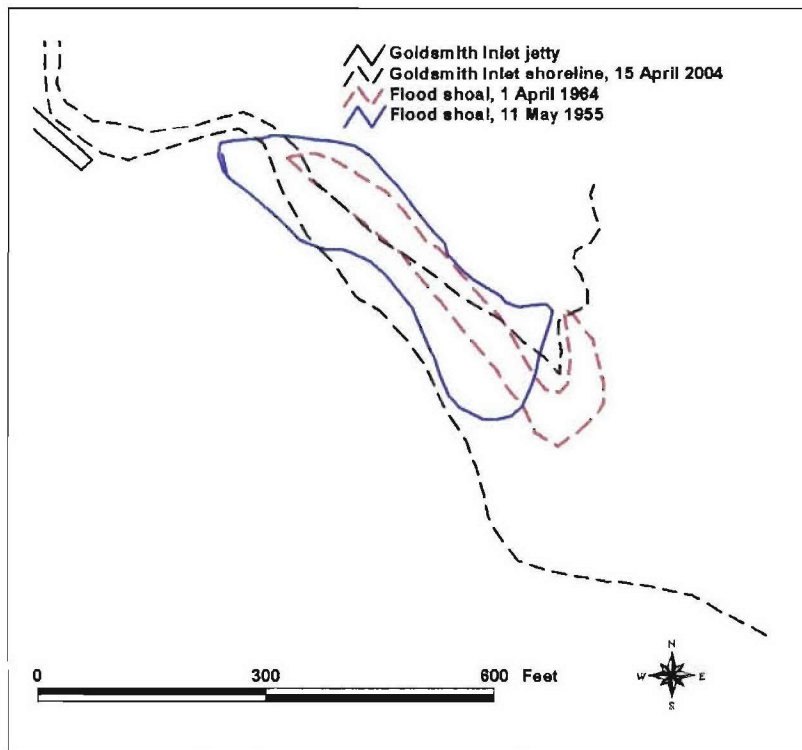 Goldsmith Inlet jetty
Goldsmith Inlet shoreline, 15 April 2004
Flood shoal, 1 April 1964
Flood shoal, 11 May 1955
0 300 600 Feet
N
W E
S